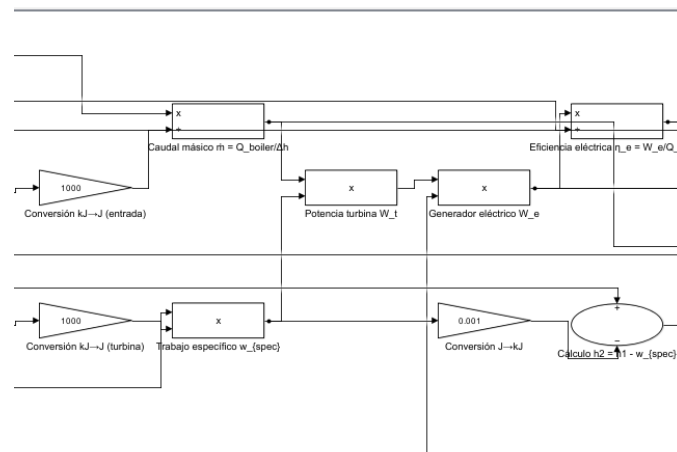 x
÷
Caudal másico ṁ = Q_boiler/Δh
x
÷
Eficiencia eléctrica η_e = W_e/Q_
1000
Conversión kJ→J (entrada)
x
Potencia turbina W_t
x
Generador eléctrico W_e
1000
Conversión kJ→J (turbina)
x
Trabajo específico w_{spec}
0.001
Conversión J→kJ
+
−
Calculo h2 = h1 - w_{spec}